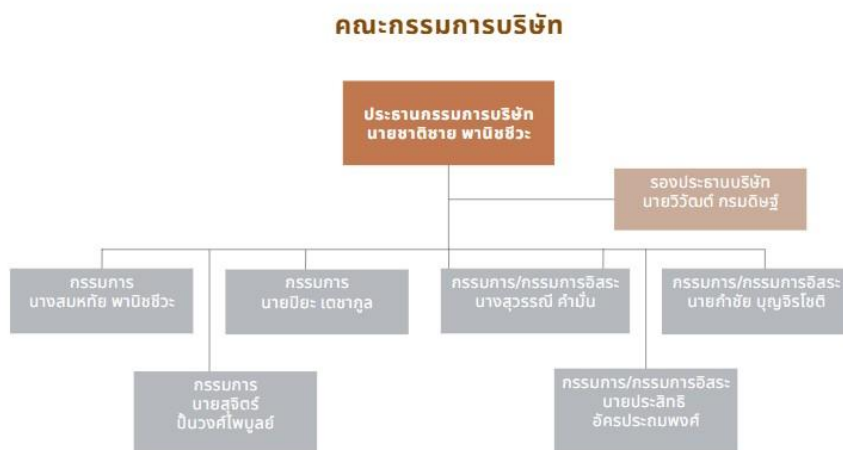 คณะกรรมการบริษัท
ประธานกรรมการบริษัท
นายชาติชาย พานิชชีวะ
รองประธานบริษัท
นายวิวัฒน์ กรมดิษฐ์
กรรมการ
นางสมหทัย พานิชชีวะ
กรรมการ
นายปิยะ เตชากูล
กรรมการ/กรรมการอิสระ
นางสุวรรณี คำมั่น
กรรมการ/กรรมการอิสระ
นายกำชัย บุญจิรโชติ
กรรมการ
นายสุจิตร์
ปั้นวงศ์ไพบูลย์
กรรมการ/กรรมการอิสระ
นายประสิทธิ
อัครประถมพงศ์